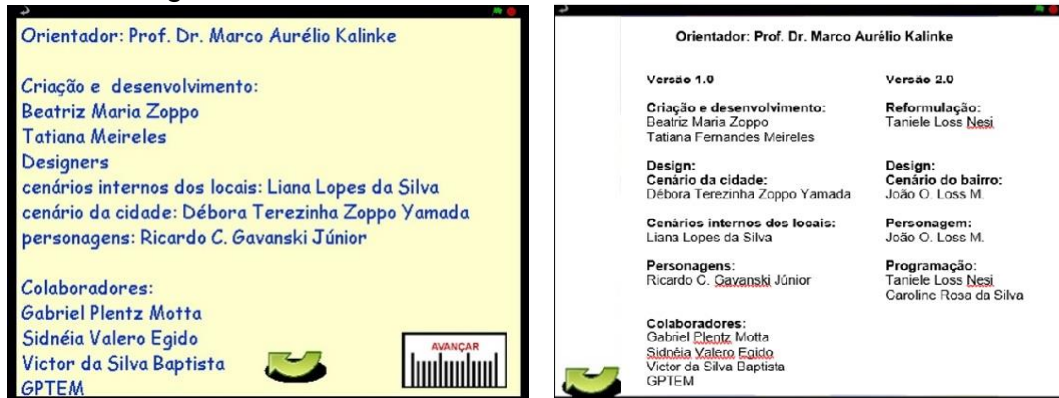 Orientador: Prof. Dr. Marco Aurélio Kalinke
Criação e desenvolvimento:
Beatriz Maria Zoppo
Tatiana Meireles
Designers
cenários internos dos locais: Liana Lopes da Silva
cenário da cidade: Débora Terezinha Zoppo Yamada
personagens: Ricardo C. Gavanski Júnior
Colaboradores:
Gabriel Plentz Motta
Sidnéia Valero Egido
Victor da Silva Baptista
GPTEM
AVANÇAR
Orientador: Prof. Dr. Marco Aurélio Kalinke
Versão 1.0
Criação e desenvolvimento:
Beatriz Maria Zoppo
Tatiana Fernandes Meireles
Design:
Cenário da cidade:
Débora Terezinha Zoppo Yamada
Cenários internos dos locais:
Liana Lopes da Silva
Personagens:
Ricardo C. Gavanski Júnior
Colaboradores:
Gabriel Plentz Motta
Sidnéia Valero Egido
Victor da Silva Baptista
GPTEM
Versão 2.0
Reformulação:
Taniele Loss Nesi
Design:
Cenário do bairro:
João O. Loss M.
Personagem:
João O. Loss M.
Programação:
Taniele Loss Nesi
Caroline Rosa da Silva